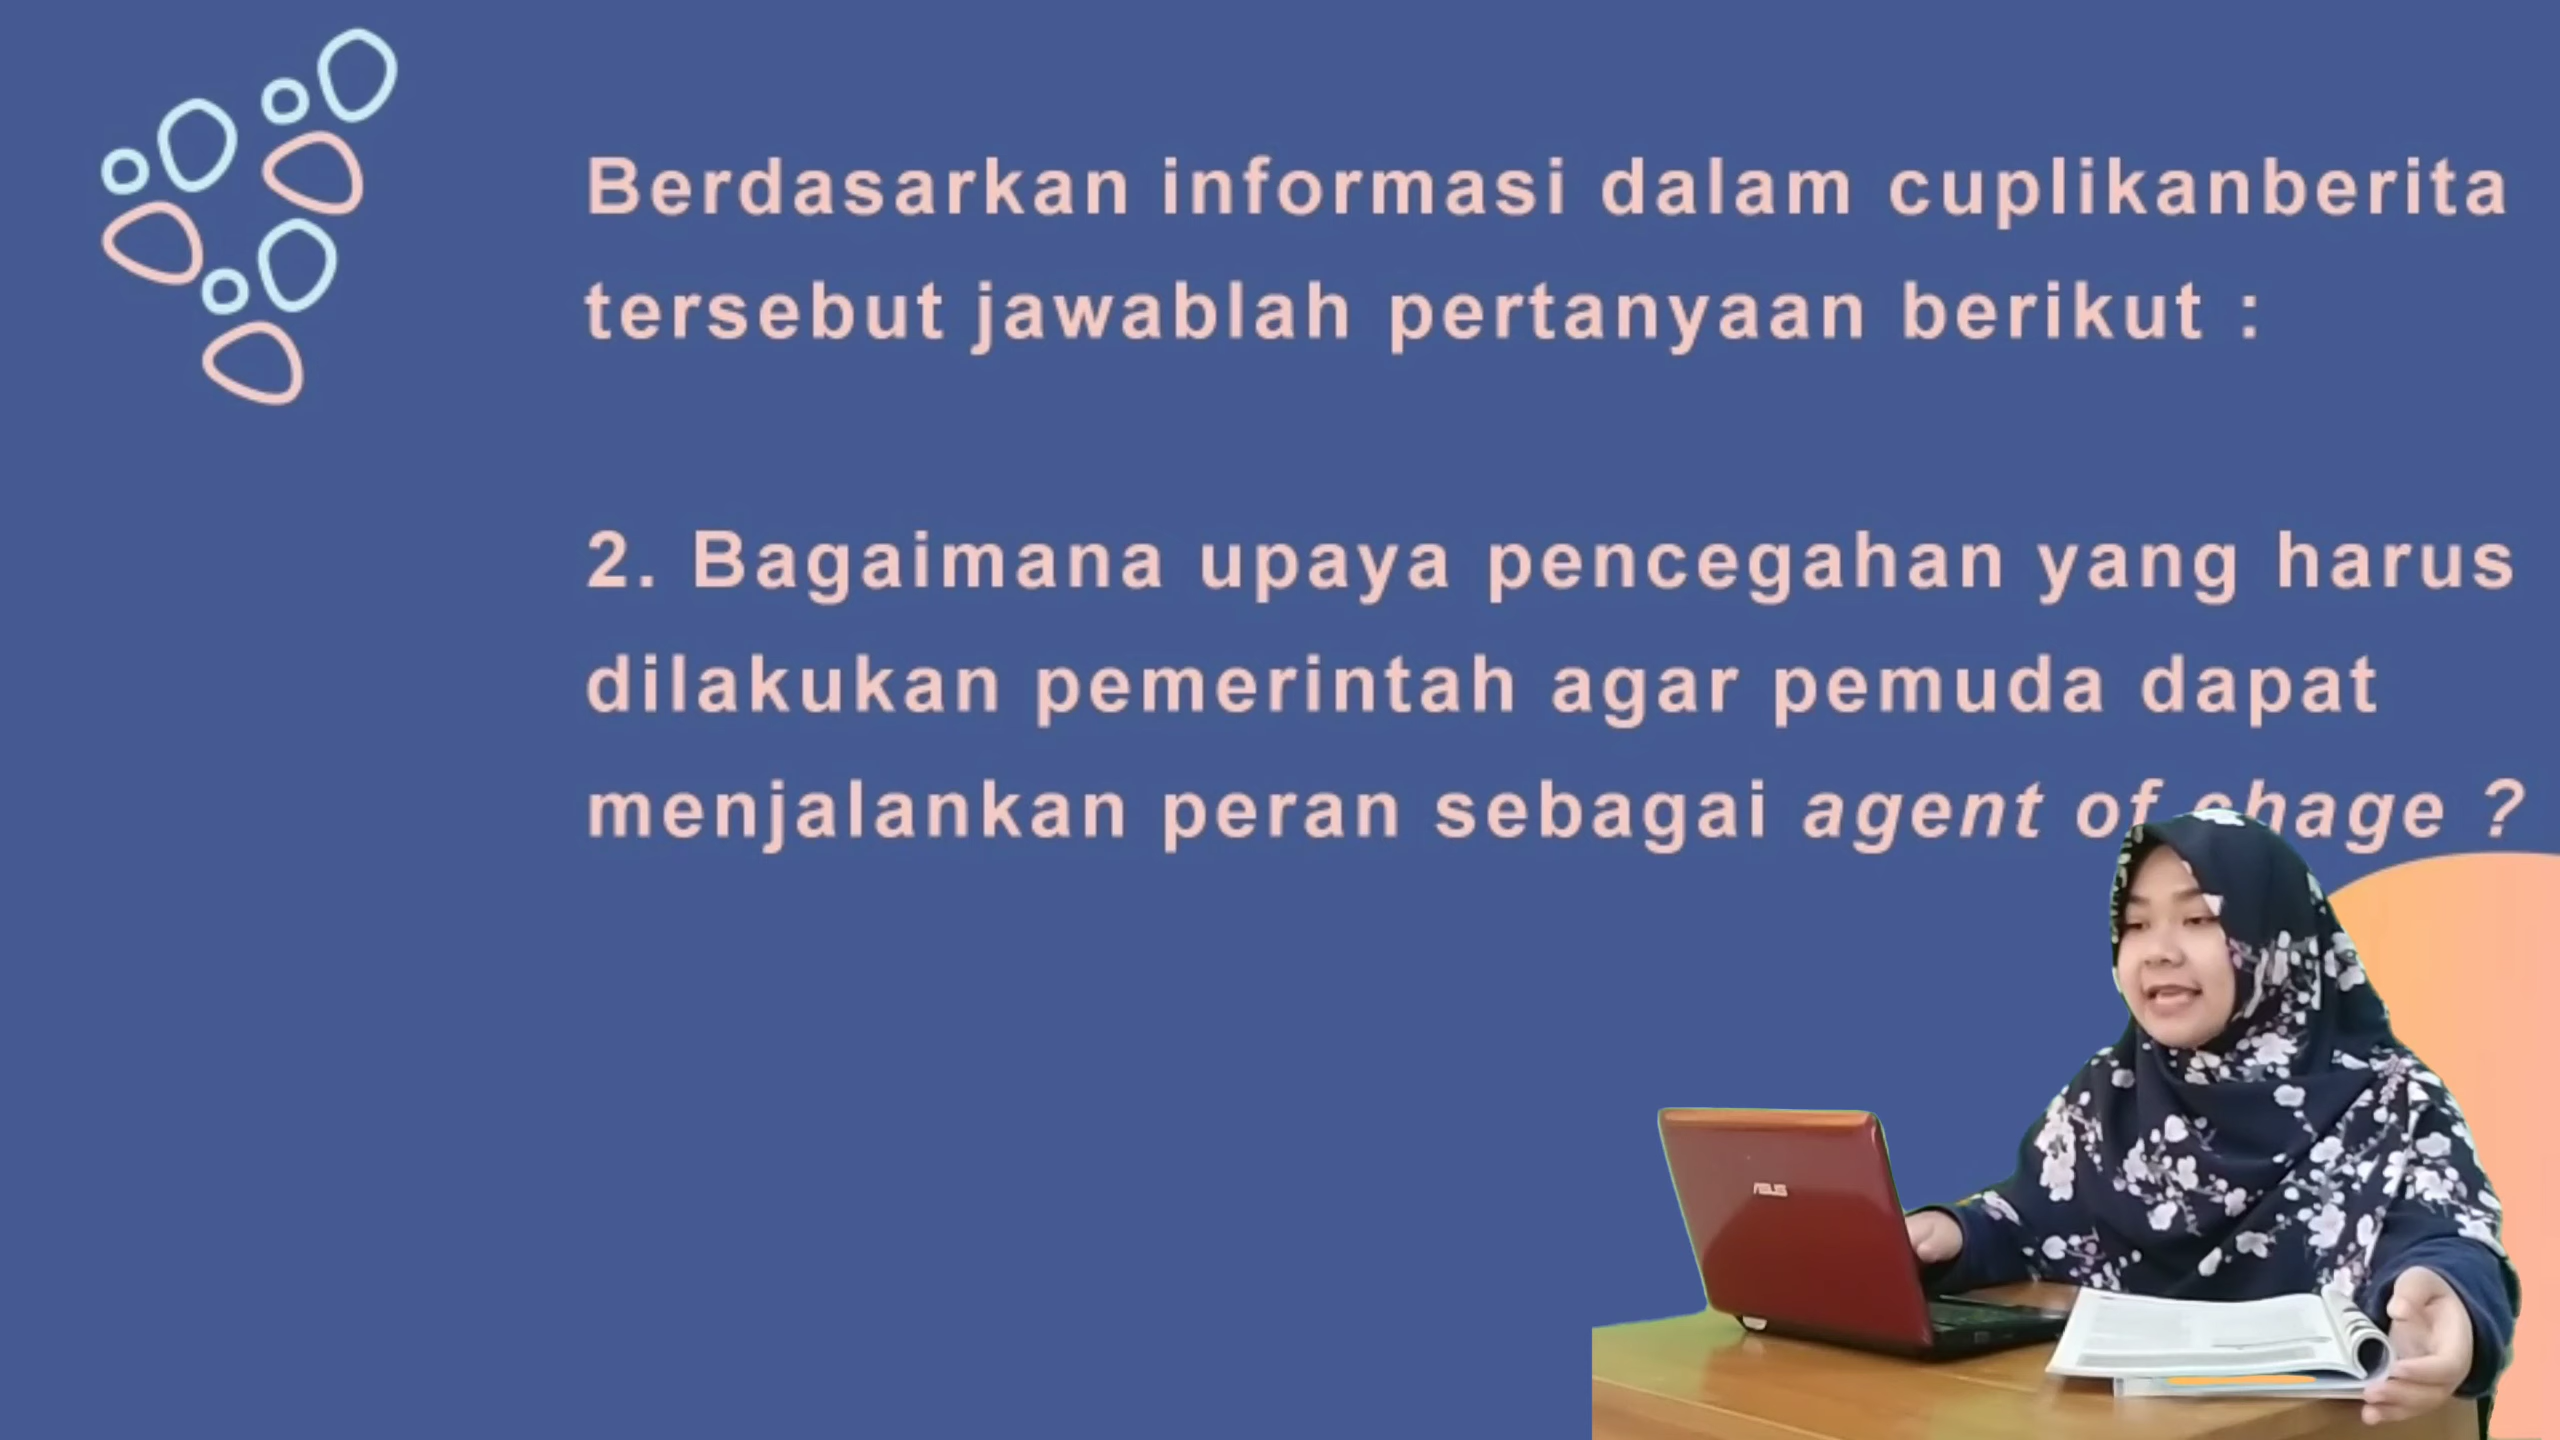 Berdasarkan informasi dalam cuplikanberita
tersebut jawablah pertanyaan berikut :
2. Bagaimana upaya pencegahan yang harus
dilakukan pemerintah agar pemuda dapat
menjalankan peran sebagai agent of chage ?
ASUS